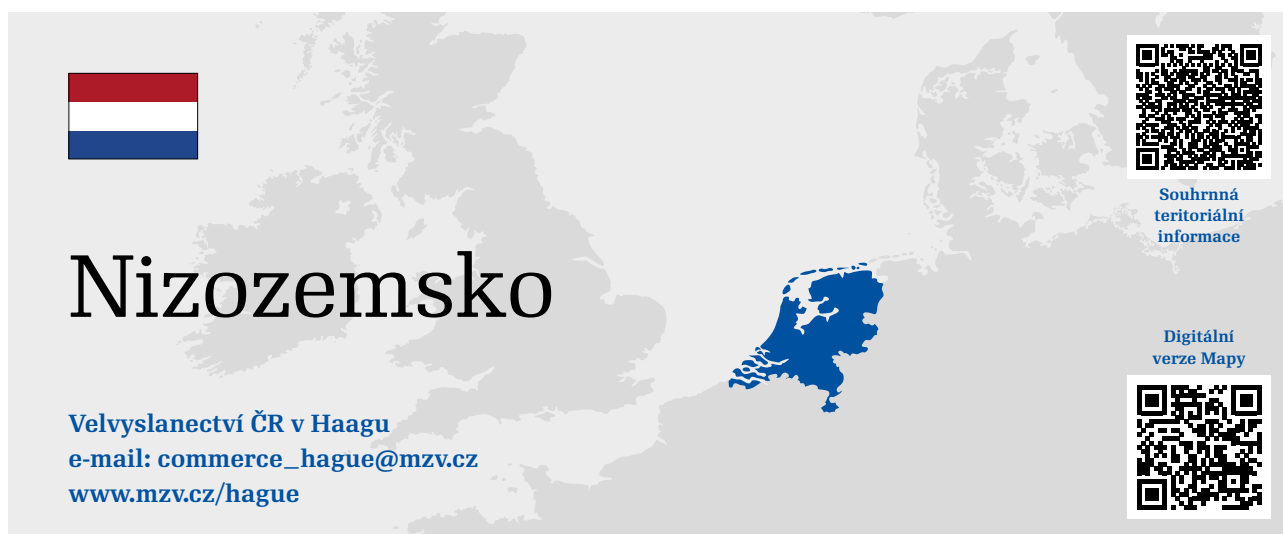 Nizozemsko
Velvyslanectví ČR v Haagu
e-mail: commerce_hague@mzv.cz
www.mzv.cz/hague
Souhrnná
teritoriální
informace
Digitální
verze Mapy